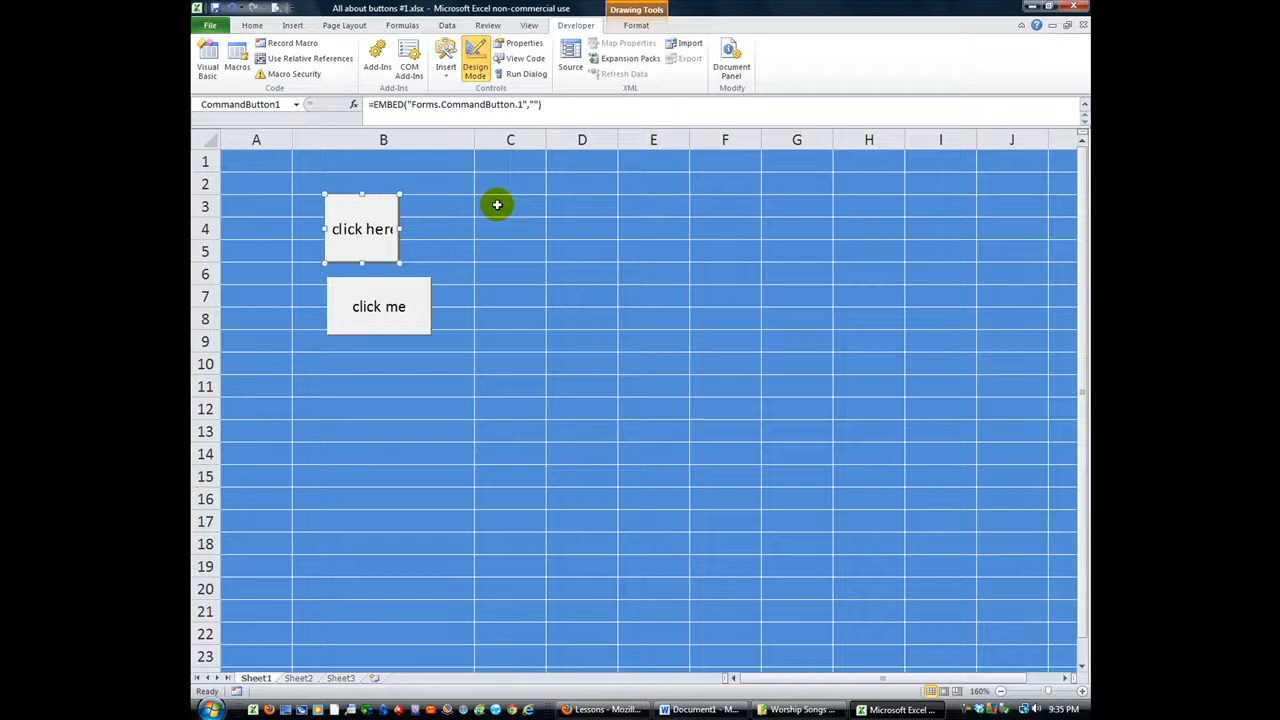 All about buttons #1.xlsx - Microsoft Excel non-commercial use
Drawing Tools
File Home Insert Page Layout Formulas Data Review View Developer Format
Visual Basic
Macros
Record Macro
Use Relative References
Macro Security
Code
Add-Ins
COM Add-Ins
Add-Ins
Insert
Design Mode
Properties
View Code
Run Dialog
Controls
Source
Map Properties
Expansion Packs
Refresh Data
Import
Export
XML
Document Panel
Modify
CommandButton1
fx
=EMBED("Forms.CommandButton.1","")
A B C D E F G H I J
1
2
3
4
click here
5
6
7
click me
8
9
10
11
12
13
14
15
16
17
18
19
20
21
22
23
Sheet1 Sheet2 Sheet3
Ready
160%
Lessons - Mozill...
Document1 - M...
Worship Songs ...
Microsoft Excel ...
9:35 PM